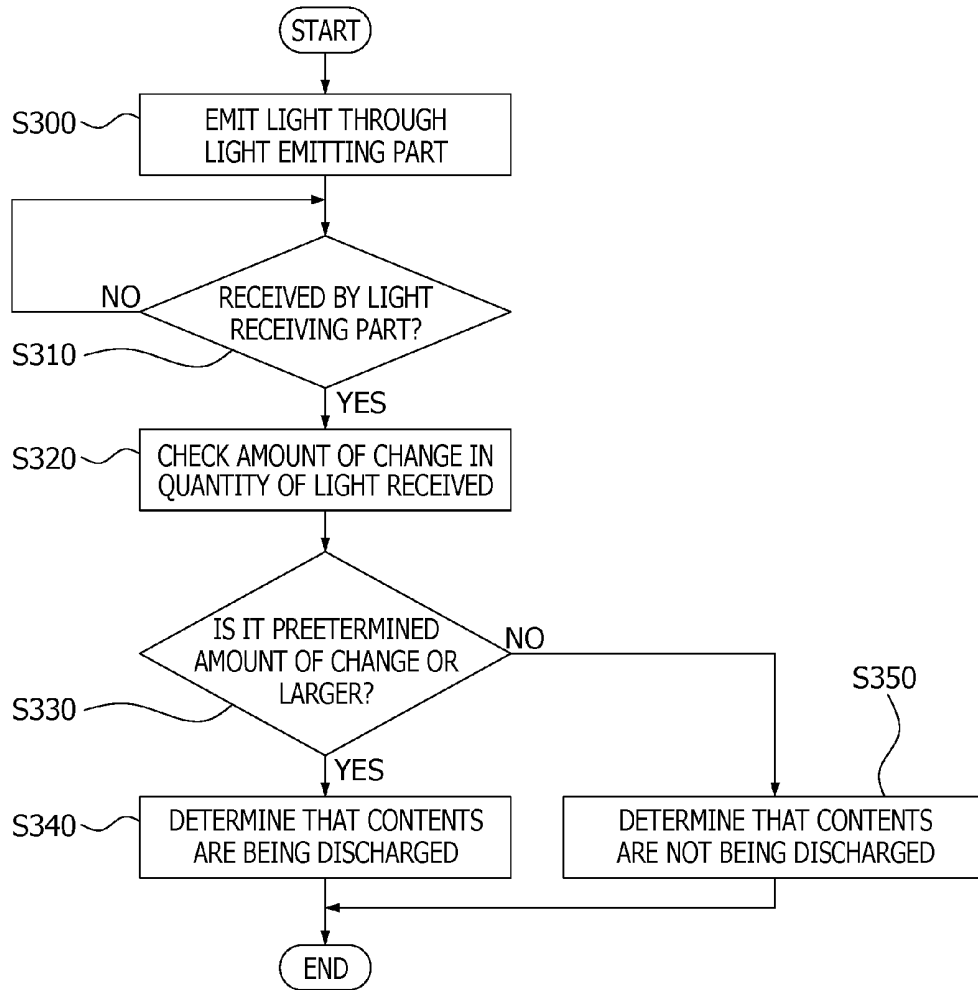 START
S300
EMIT LIGHT THROUGH
LIGHT EMITTING PART
NO
RECEIVED BY LIGHT
RECEIVING PART?
S310
YES
S320
CHECK AMOUNT OF CHANGE IN
QUANTITY OF LIGHT RECEIVED
IS IT PREETERMINED
AMOUNT OF CHANGE OR
LARGER?
NO
S330
S350
YES
S340
DETERMINE THAT CONTENTS
ARE BEING DISCHARGED
DETERMINE THAT CONTENTS
ARE NOT BEING DISCHARGED
END